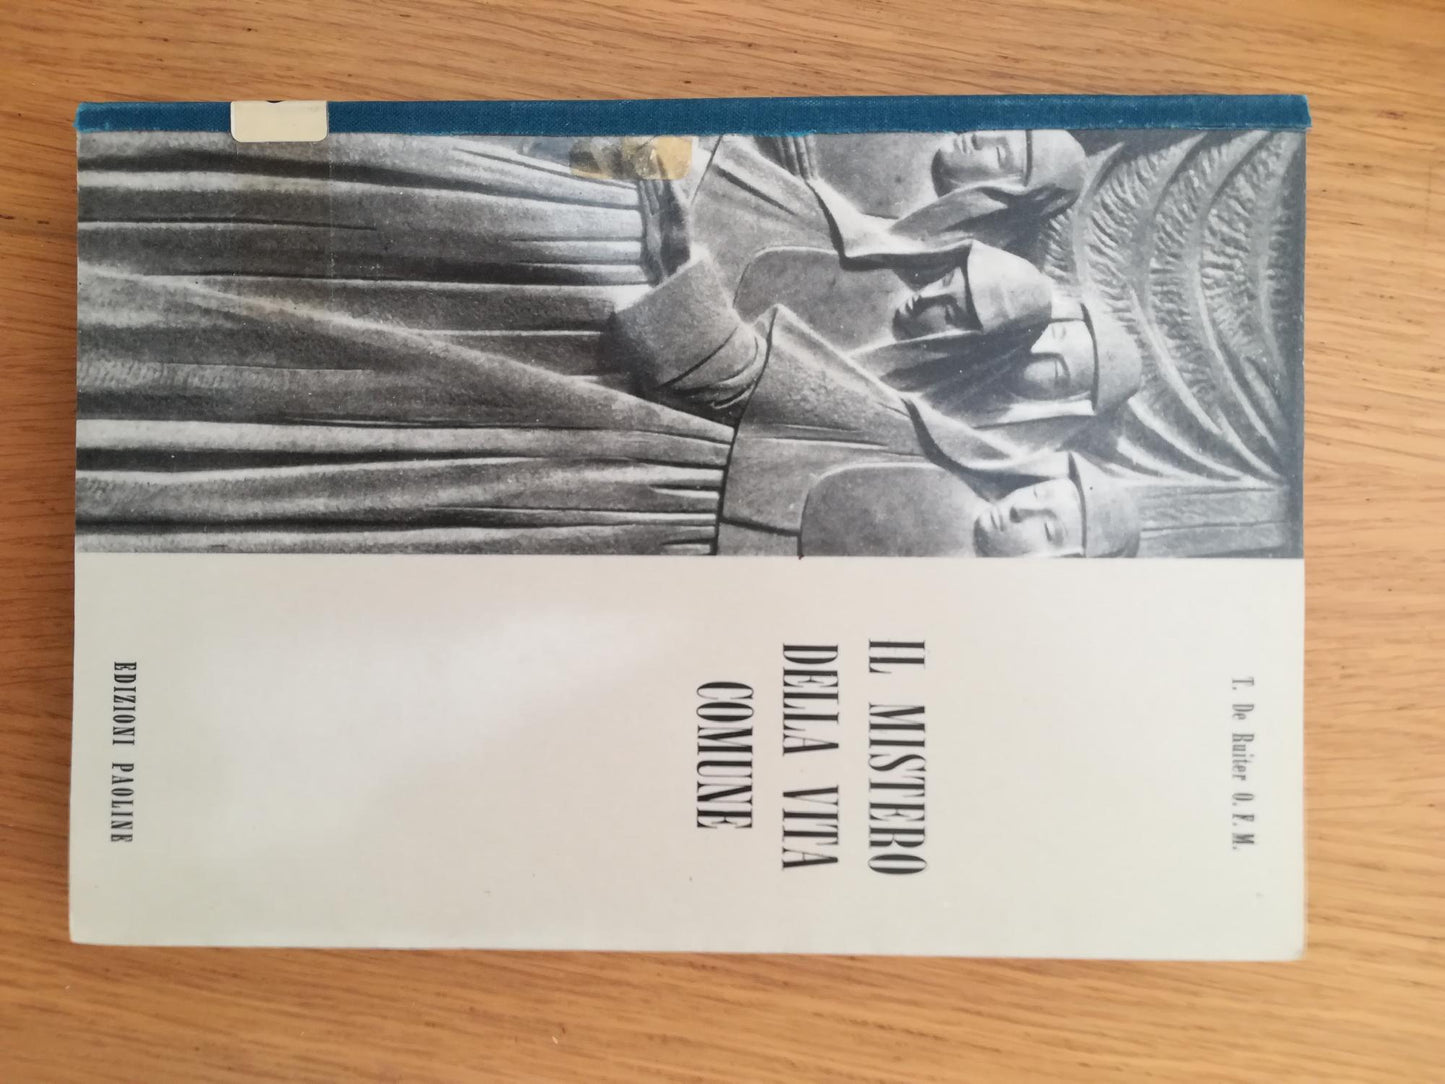 T. De Ruiter O.F.M.
IL MISTERO
DELLA VITA
COMUNE
EDIZIONI PAOLINE